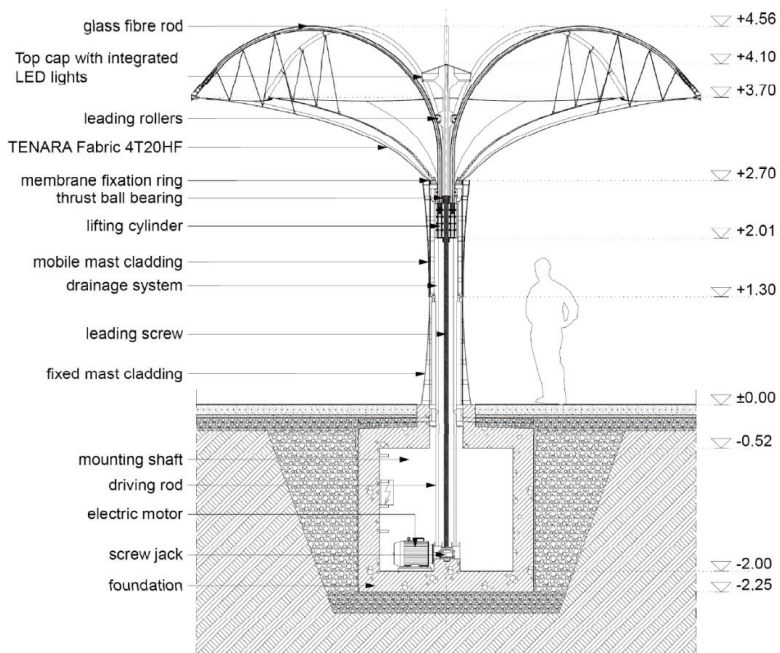 glass fibre rod
Top cap with integrated
LED lights
leading rollers
TENARA Fabric 4T20HF
membrane fixation ring
thrust ball bearing
lifting cylinder
mobile mast cladding
drainage system
leading screw
fixed mast cladding
mounting shaft
driving rod
electric motor
screw jack
foundation
+4.56
+4.10
+3.70
+2.70
+2.01
+1.30
±0.00
-0.52
-2.00
-2.25